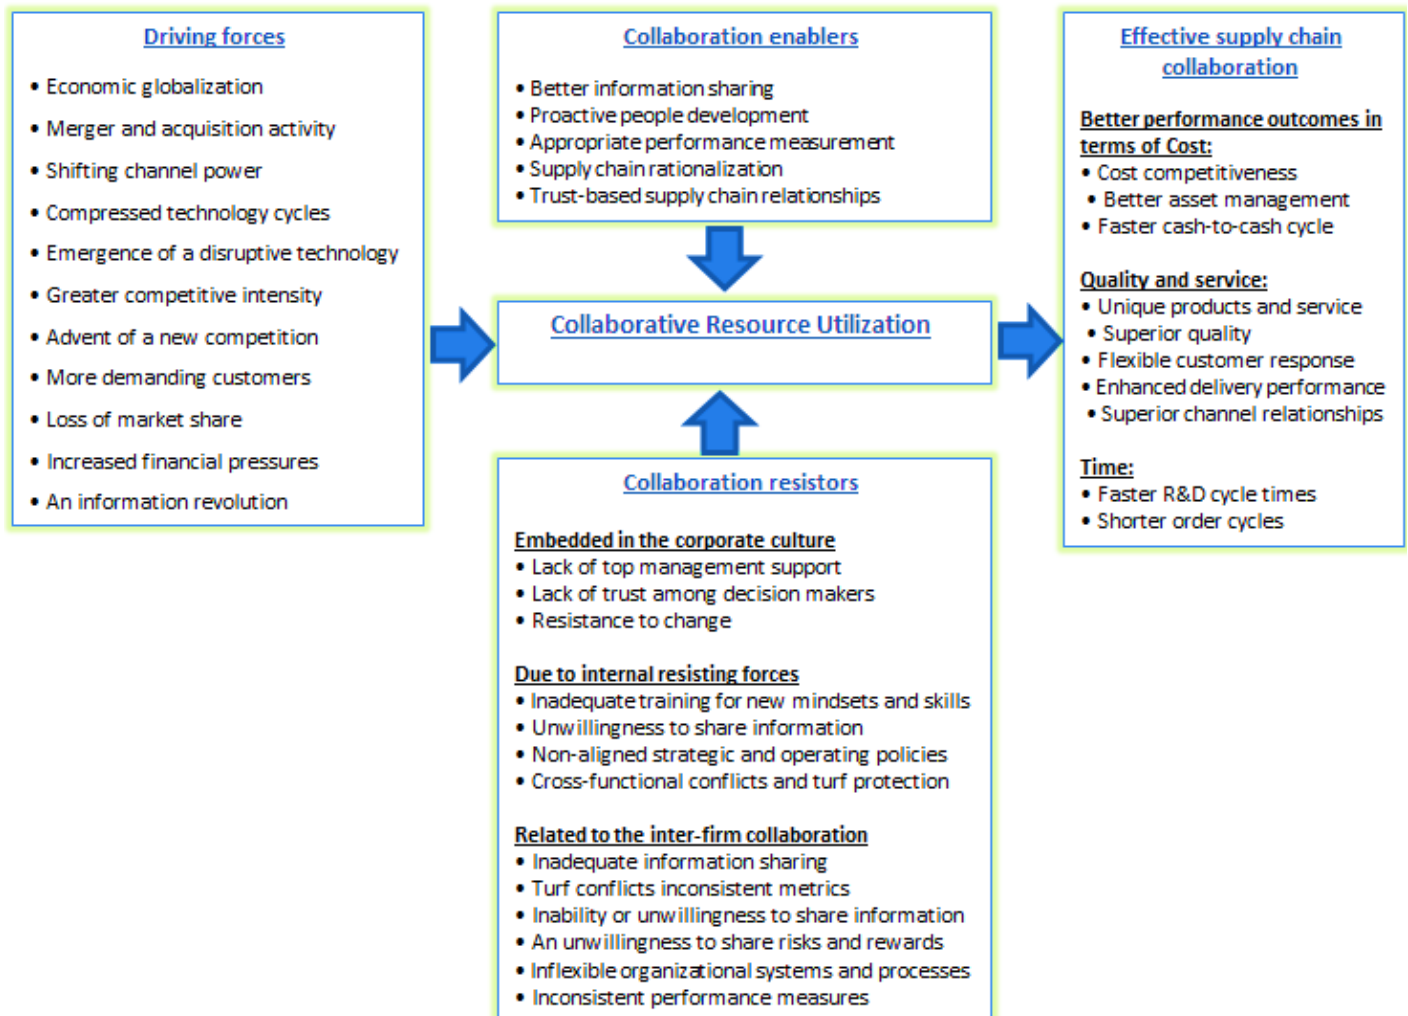 Driving forces
• Economic globalization
• Merger and acquisition activity
• Shifting channel power
• Compressed technology cycles
• Emergence of a disruptive technology
• Greater competitive intensity
• Advent of a new competition
• More demanding customers
• Loss of market share
• Increased financial pressures
• An information revolution
Collaboration enablers
• Better information sharing
• Proactive people development
• Appropriate performance measurement
• Supply chain rationalization
• Trust-based supply chain relationships
Collaborative Resource Utilization
Collaboration resistors
Embedded in the corporate culture
• Lack of top management support
• Lack of trust among decision makers
• Resistance to change
Due to internal resisting forces
• Inadequate training for new mindsets and skills
• Unwillingness to share information
• Non-aligned strategic and operating policies
• Cross-functional conflicts and turf protection
Related to the inter-firm collaboration
• Inadequate information sharing
• Turf conflicts inconsistent metrics
• Inability or unwillingness to share information
• An unwillingness to share risks and rewards
• Inflexible organizational systems and processes
• Inconsistent performance measures
Effective supply chain
collaboration
Better performance outcomes in
terms of Cost:
• Cost competitiveness
• Better asset management
• Faster cash-to-cash cycle
Quality and service:
• Unique products and service
• Superior quality
• Flexible customer response
• Enhanced delivery performance
• Superior channel relationships
Time:
• Faster R&D cycle times
• Shorter order cycles